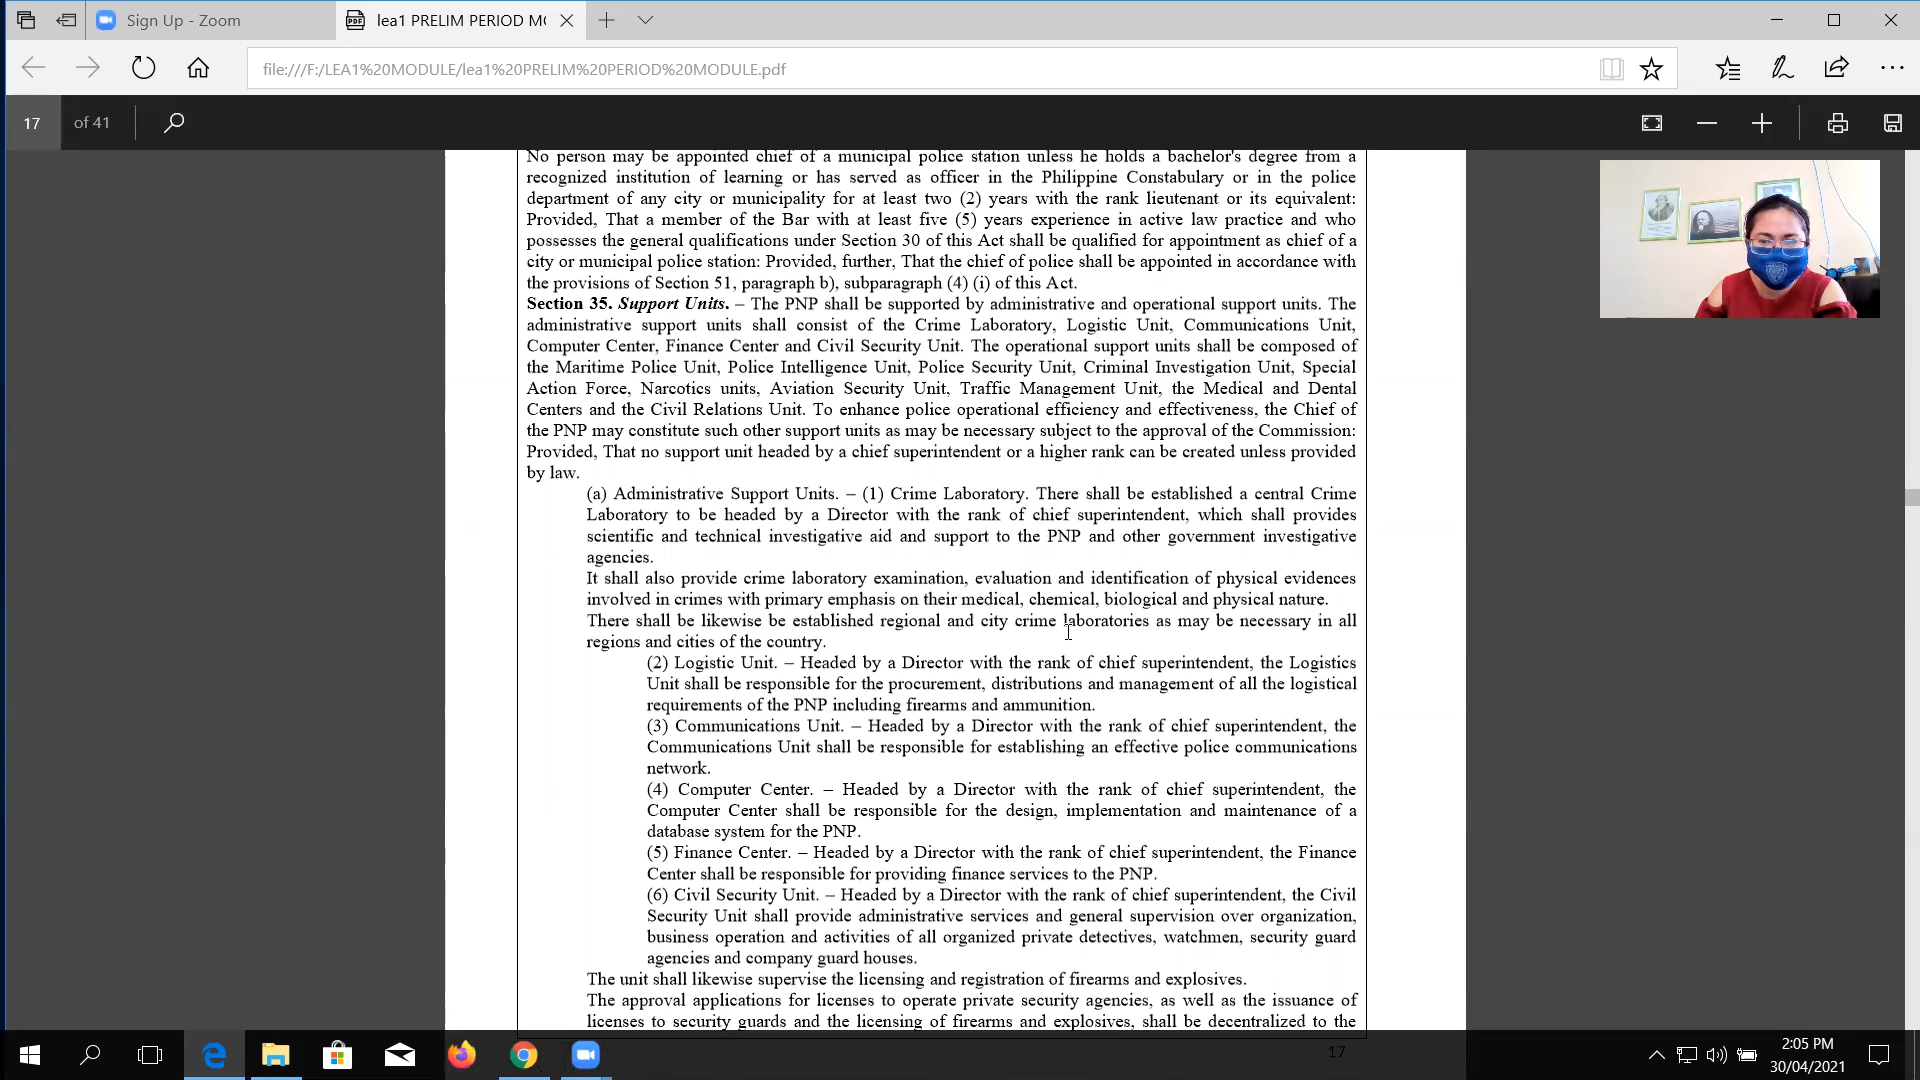 Sign Up - Zoom
lea1 PRELIM PERIOD MO
file:///F:/LEA1%20MODULE/lea1%20PRELIM%20PERIOD%20MODULE.pdf
17 of 41
No person may be appointed chief of a municipal police station unless he holds a bachelor's degree from a
recognized institution of learning or has served as officer in the Philippine Constabulary or in the police
department of any city or municipality for at least two (2) years with the rank lieutenant or its equivalent:
Provided, That a member of the Bar with at least five (5) years experience in active law practice and who
possesses the general qualifications under Section 30 of this Act shall be qualified for appointment as chief of a
city or municipal police station: Provided, further, That the chief of police shall be appointed in accordance with
the provisions of Section 51, paragraph b), subparagraph (4) (i) of this Act.
Section 35. Support Units. – The PNP shall be supported by administrative and operational support units. The
administrative support units shall consist of the Crime Laboratory, Logistic Unit, Communications Unit,
Computer Center, Finance Center and Civil Security Unit. The operational support units shall be composed of
the Maritime Police Unit, Police Intelligence Unit, Police Security Unit, Criminal Investigation Unit, Special
Action Force, Narcotics units, Aviation Security Unit, Traffic Management Unit, the Medical and Dental
Centers and the Civil Relations Unit. To enhance police operational efficiency and effectiveness, the Chief of
the PNP may constitute such other support units as may be necessary subject to the approval of the Commission:
Provided, That no support unit headed by a chief superintendent or a higher rank can be created unless provided
by law.
(a) Administrative Support Units. – (1) Crime Laboratory. There shall be established a central Crime
Laboratory to be headed by a Director with the rank of chief superintendent, which shall provides
scientific and technical investigative aid and support to the PNP and other government investigative
agencies.
It shall also provide crime laboratory examination, evaluation and identification of physical evidences
involved in crimes with primary emphasis on their medical, chemical, biological and physical nature.
There shall be likewise be established regional and city crime laboratories as may be necessary in all
regions and cities of the country.
(2) Logistic Unit. – Headed by a Director with the rank of chief superintendent, the Logistics
Unit shall be responsible for the procurement, distributions and management of all the logistical
requirements of the PNP including firearms and ammunition.
(3) Communications Unit. – Headed by a Director with the rank of chief superintendent, the
Communications Unit shall be responsible for establishing an effective police communications
network.
(4) Computer Center. – Headed by a Director with the rank of chief superintendent, the
Computer Center shall be responsible for the design, implementation and maintenance of a
database system for the PNP.
(5) Finance Center. – Headed by a Director with the rank of chief superintendent, the Finance
Center shall be responsible for providing finance services to the PNP.
(6) Civil Security Unit. – Headed by a Director with the rank of chief superintendent, the Civil
Security Unit shall provide administrative services and general supervision over organization,
business operation and activities of all organized private detectives, watchmen, security guard
agencies and company guard houses.
The unit shall likewise supervise the licensing and registration of firearms and explosives.
The approval applications for licenses to operate private security agencies, as well as the issuance of
licenses to security guards and the licensing of firearms and explosives, shall be decentralized to the
17
2:05 PM
30/04/2021